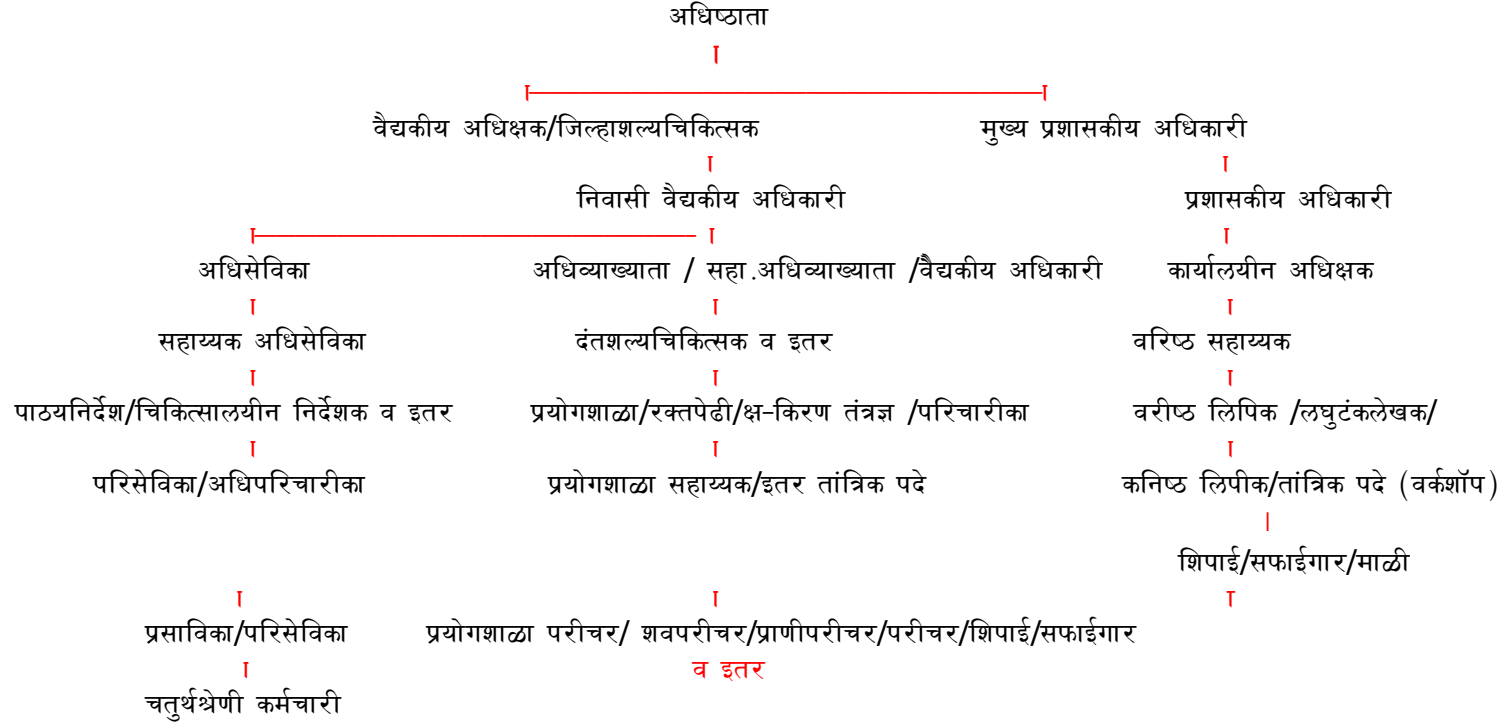 अधिष्ठाता
वैद्यकीय अधिक्षक/जिल्हाशल्यचिकित्सक मुख्य प्रशासकीय अधिकारी
निवासी वैद्यकीय अधिकारी प्रशासकीय अधिकारी
अधिसेविका अधिव्याख्याता / सहा.अधिव्याख्याता /वैद्यकीय अधिकारी कार्यालयीन अधिक्षक
सहाय्यक अधिसेविका दंतशल्यचिकित्सक व इतर वरिष्ठ सहाय्यक
पाठयनिर्देश/चिकित्सालयीन निर्देशक व इतर प्रयोगशाळा/रक्तपेढी/क्ष-किरण तंत्रज्ञ /परिचारीका वरीष्ठ लिपिक /लघुटंकलेखक/
परिसेविका/अधिपरिचारीका प्रयोगशाळा सहाय्यक/इतर तांत्रिक पदे कनिष्ठ लिपीक/तांत्रिक पदे (वर्कशॉप)
शिपाई/सफाईगार/माळी
प्रसाविका/परिसेविका प्रयोगशाळा परीचर/ शवपरीचर/प्राणीपरीचर/परीचर/शिपाई/सफाईगार
व इतर
चतुर्थश्रेणी कर्मचारी